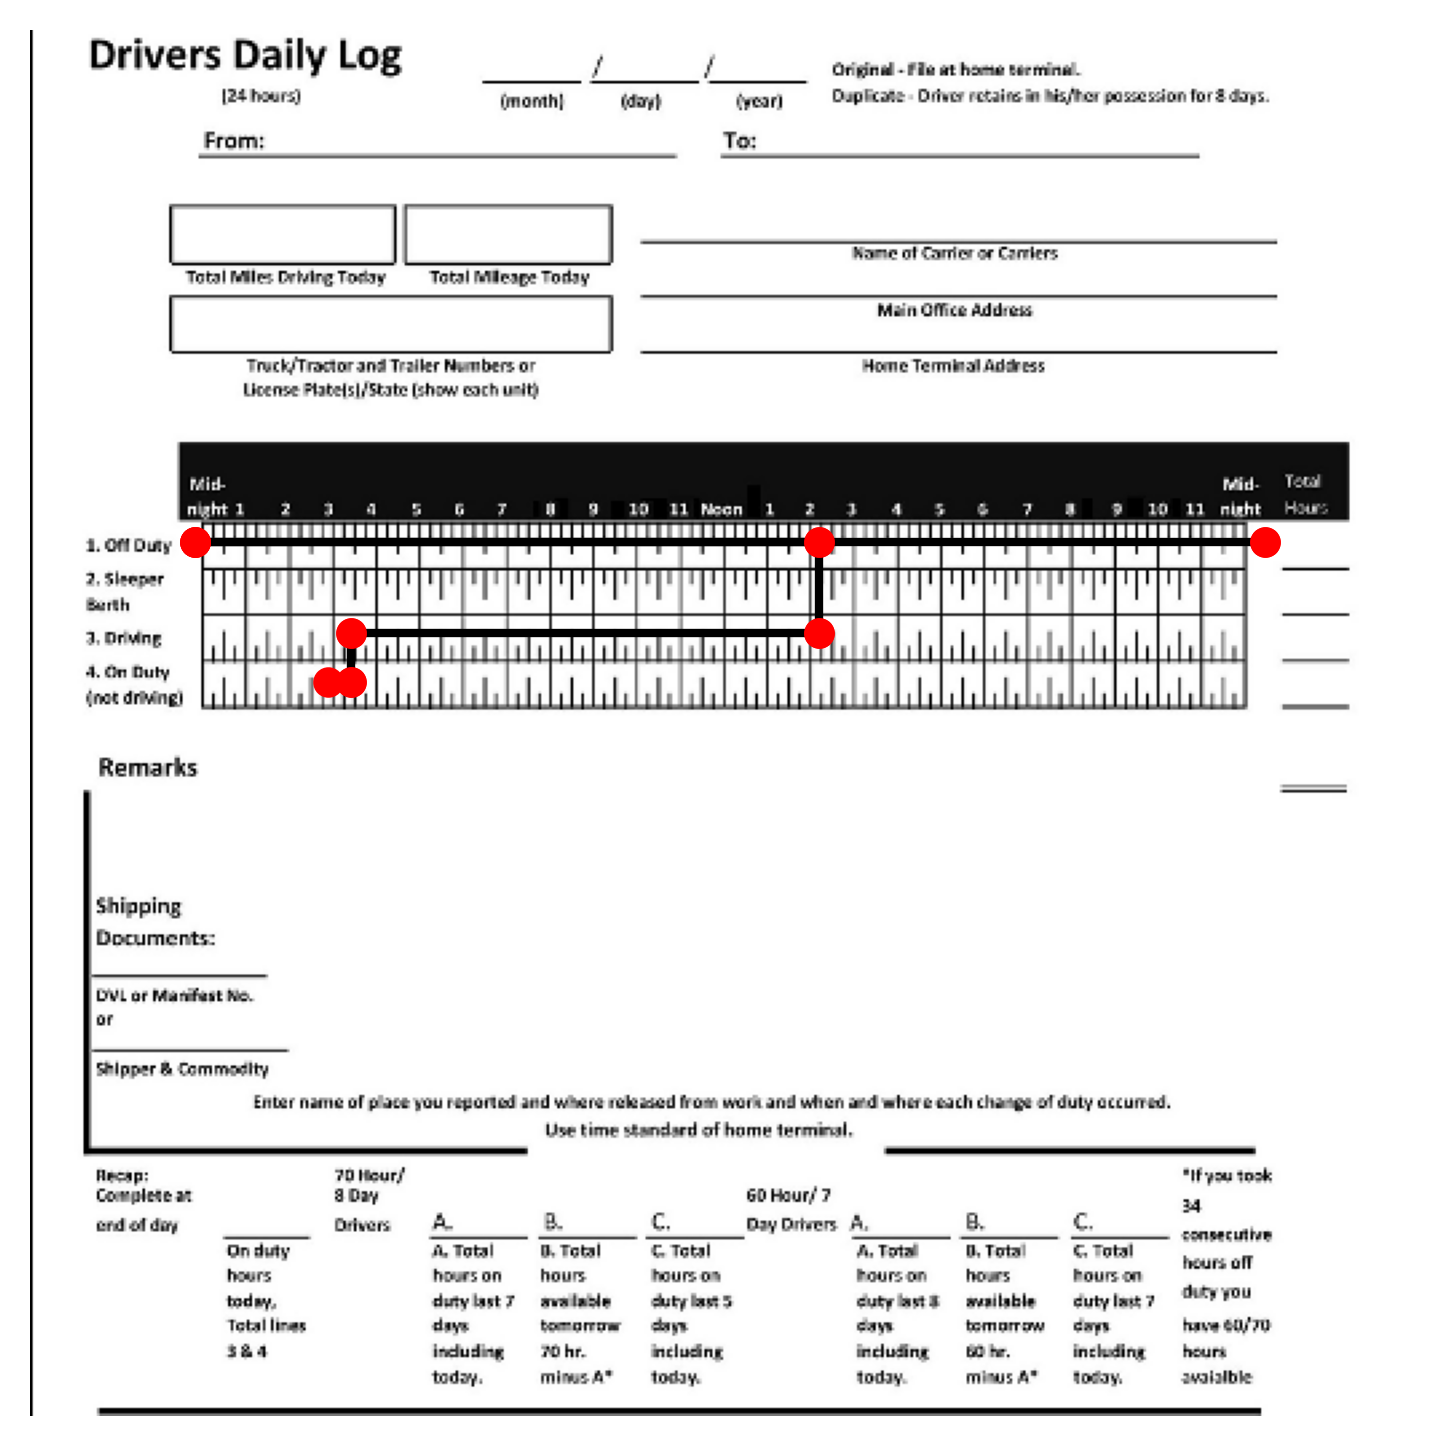 Drivers Daily Log
(24 hours)
/ /
(month) (day) (year)
Original - File at home terminal.
Duplicate - Driver retains in his/her possession for 8 days.
From: To:
Total Miles Driving Today Total Mileage Today
Name of Carrier or Carriers
Main Office Address
Truck/Tractor and Trailer Numbers or
License Plate(s)/State (show each unit)
Home Terminal Address
Mid-
night 1 2 3 4 5 6 7 8 9 10 11 Noon 1 2 3 4 5 6 7 8 9 10 11 Mid-
night
Total
Hours
1. Off Duty
2. Sleeper
Berth
3. Driving
4. On Duty
(not driving)
Remarks
Shipping
Documents:
DVL or Manifest No.
or
Shipper & Commodity
Enter name of place you reported and where released from work and when and where each change of duty occurred.
Use time standard of home terminal.
Recap:
Complete at
end of day
On duty
hours
today,
Total lines
3 & 4
70 Hour/
8 Day
Drivers
A.
A. Total
hours on
duty last 7
days
including
today.
B.
B. Total
hours
available
tomorrow
70 hr.
minus A*
C.
C. Total
hours on
duty last 5
days
including
today.
60 Hour/ 7
Day Drivers
A.
A. Total
hours on
duty last 8
days
including
today.
B.
B. Total
hours
available
tomorrow
60 hr.
minus A*
C.
C. Total
hours on
duty last 7
days
including
today.
*If you took
34
consecutive
hours off
duty you
have 60/70
hours
avaialble